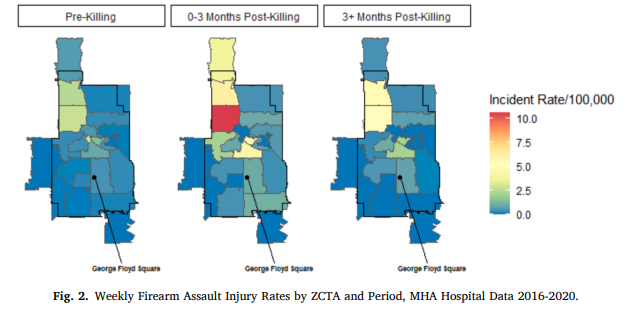 Pre-Killing
0-3 Months Post-Killing
3+ Months Post-Killing
Incident Rate/100,000
10.0
7.5
5.0
2.5
0.0
George Floyd Square
George Floyd Square
George Floyd Square
Fig. 2. Weekly Firearm Assault Injury Rates by ZCTA and Period, MHA Hospital Data 2016-2020.